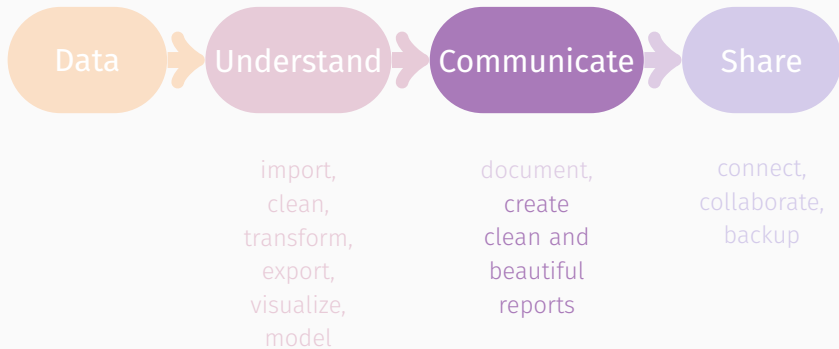 Data
Understand
Communicate
Share
import,
clean,
transform,
export,
visualize,
model
document,
create
clean and
beautiful
reports
connect,
collaborate,
backup